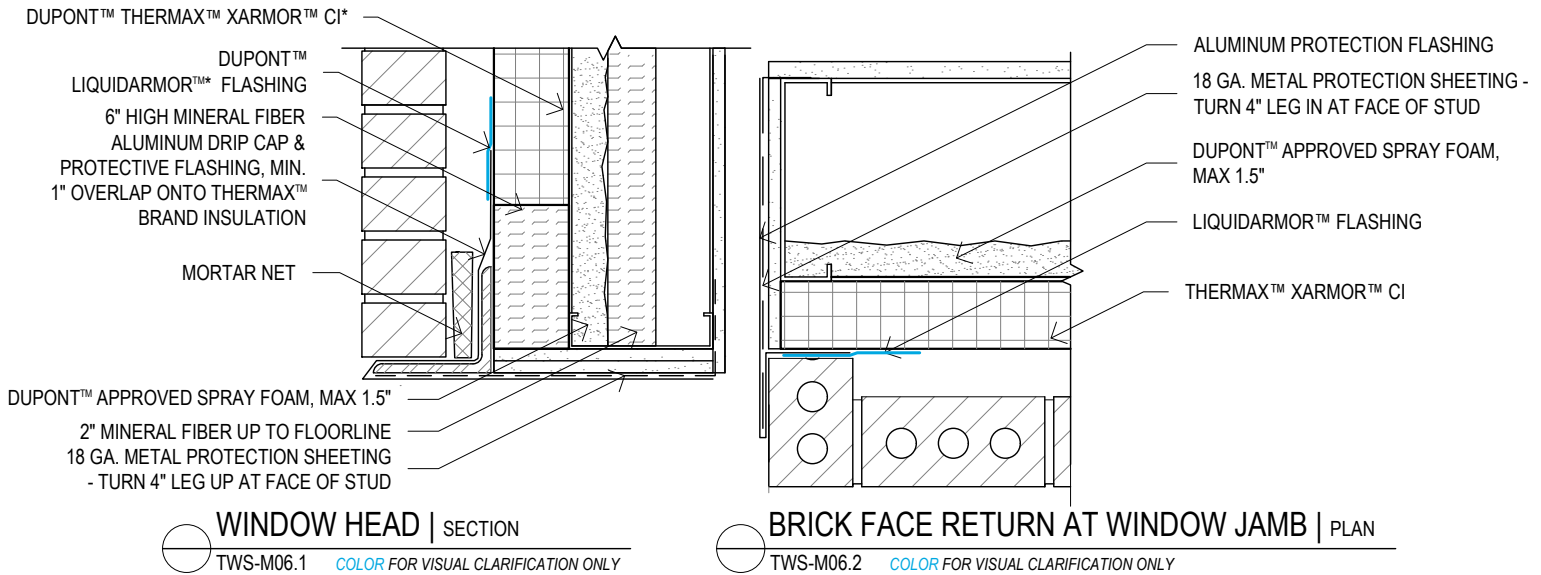 DUPONT™ THERMAX™ XARMOR™ CI*
DUPONT™
LIQUIDARMOR™* FLASHING
6" HIGH MINERAL FIBER
ALUMINUM DRIP CAP &
PROTECTIVE FLASHING, MIN.
1" OVERLAP ONTO THERMAX™
BRAND INSULATION
MORTAR NET
DUPONT™ APPROVED SPRAY FOAM, MAX 1.5"
2" MINERAL FIBER UP TO FLOORLINE
18 GA. METAL PROTECTION SHEETING
- TURN 4" LEG UP AT FACE OF STUD
WINDOW HEAD | SECTION
TWS-M06.1 COLOR FOR VISUAL CLARIFICATION ONLY
ALUMINUM PROTECTION FLASHING
18 GA. METAL PROTECTION SHEETING -
TURN 4" LEG IN AT FACE OF STUD
DUPONT™ APPROVED SPRAY FOAM,
MAX 1.5"
LIQUIDARMOR™ FLASHING
THERMAX™ XARMOR™ CI
BRICK FACE RETURN AT WINDOW JAMB | PLAN
TWS-M06.2 COLOR FOR VISUAL CLARIFICATION ONLY